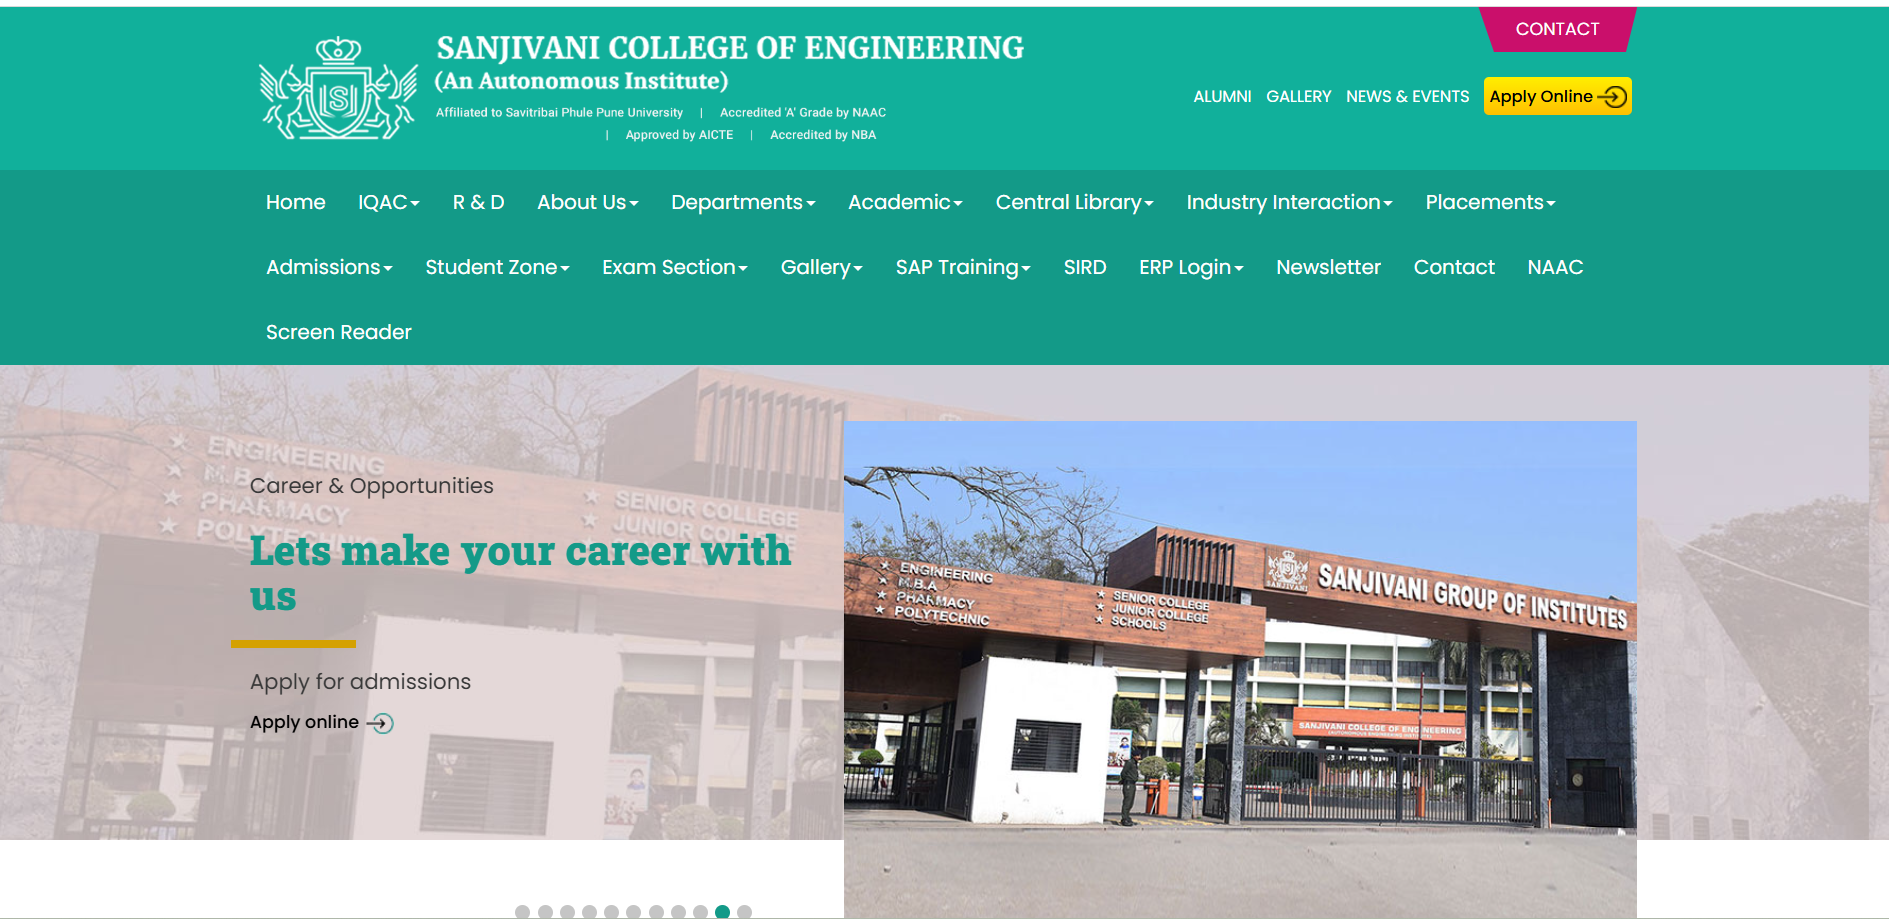 CONTACT
SANJIVANI COLLEGE OF ENGINEERING
(An Autonomous Institute)
Affiliated to Savitribai Phule Pune University | Accredited 'A' Grade by NAAC
| Approved by AICTE | Accredited by NBA
ALUMNI GALLERY NEWS & EVENTS Apply Online
Home IQAC R & D About Us Departments Academic Central Library Industry Interaction Placements
Admissions Student Zone Exam Section Gallery SAP Training SIRD ERP Login Newsletter Contact NAAC
Screen Reader
ENGINEERING
M.B.A
PHARMACY
POLYTECHNIC
SENIOR COLLEGE
JUNIOR COLLEGE
Career & Opportunities
Lets make your career with
us
Apply for admissions
Apply online
ENGINEERING
M.B.A
PHARMACY
POLYTECHNIC
SENIOR COLLEGE
JUNIOR COLLEGE
SCHOOLS
SANJIVANI
SANJIVANI GROUP OF INSTITUTES
SANJIVANI COLLEGE OF ENGINEERING
(AUTONOMOUS ENGINEERING INSTITUTE)